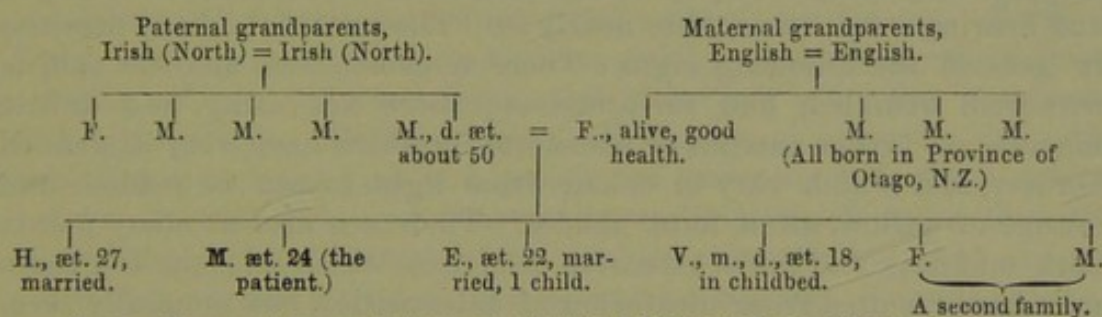 Paternal grandparents,
Irish (North) = Irish (North).
Maternal grandparents,
English = English.
F. M. M. M. M., d. æt.
about 50
= F.., alive, good
health.
M. M. M.
(All born in Province of
Otago, N.Z.)
H., æt. 27,
married.
M. æt. 24 (the
patient.)
E., æt. 22, mar-
ried, 1 child.
V., m., d., æt. 18,
in childbed.
F. M.
A second family.